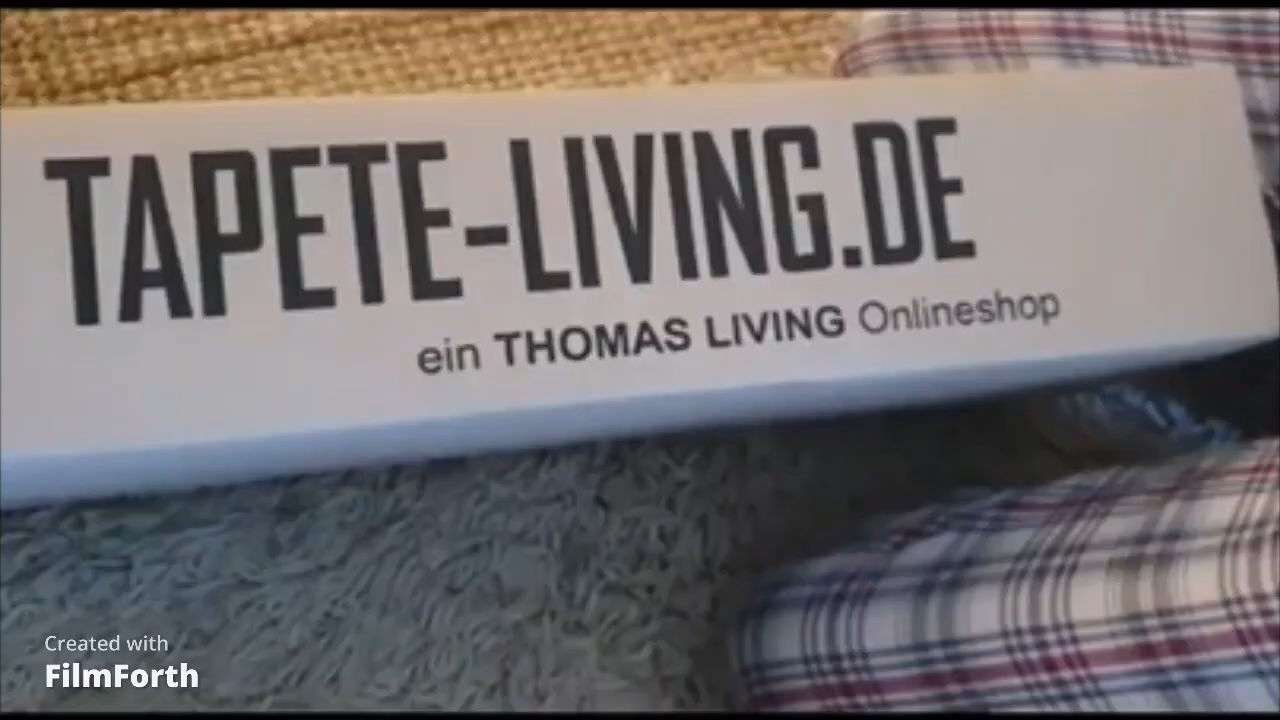 TAPETE-LIVING.DE
ein THOMAS LIVING Onlineshop
Created with
FilmForth